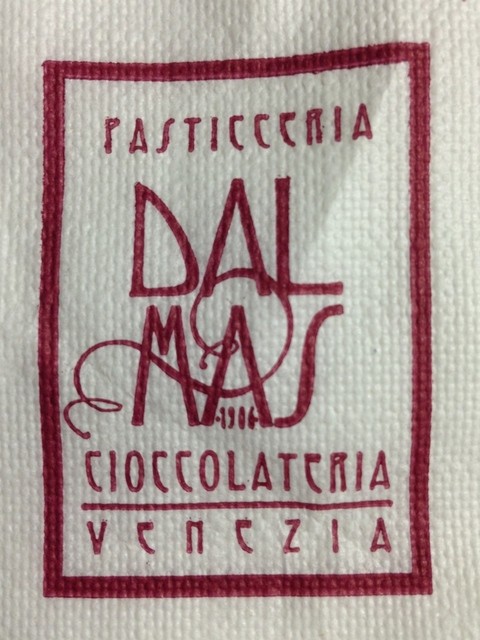 PASTICCERIA
DAL
MAS
·1906·
CIOCCOLATERIA
VENEZIA